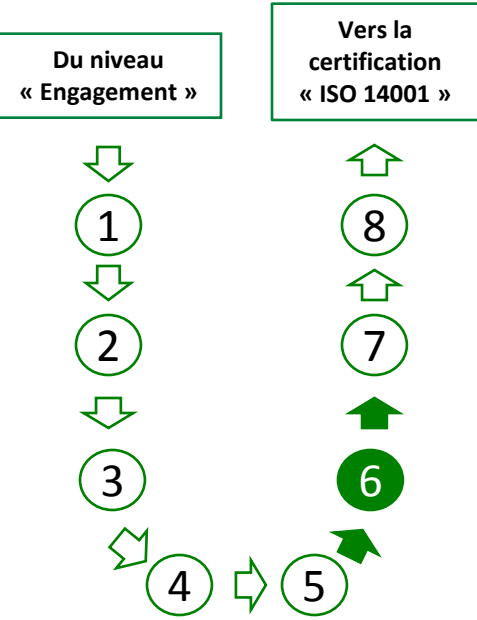 Du niveau
« Engagement »
Vers la
certification
« ISO 14001 »
1
2
3
4
5
6
7
8